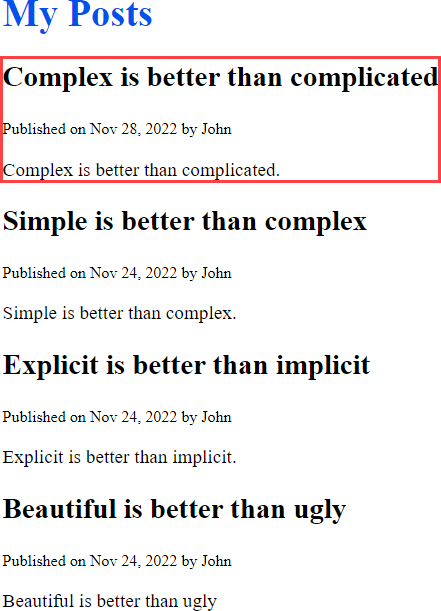 My Posts
Complex is better than complicated
Published on Nov 28, 2022 by John
Complex is better than complicated.
Simple is better than complex
Published on Nov 24, 2022 by John
Simple is better than complex.
Explicit is better than implicit
Published on Nov 24, 2022 by John
Explicit is better than implicit.
Beautiful is better than ugly
Published on Nov 24, 2022 by John
Beautiful is better than ugly